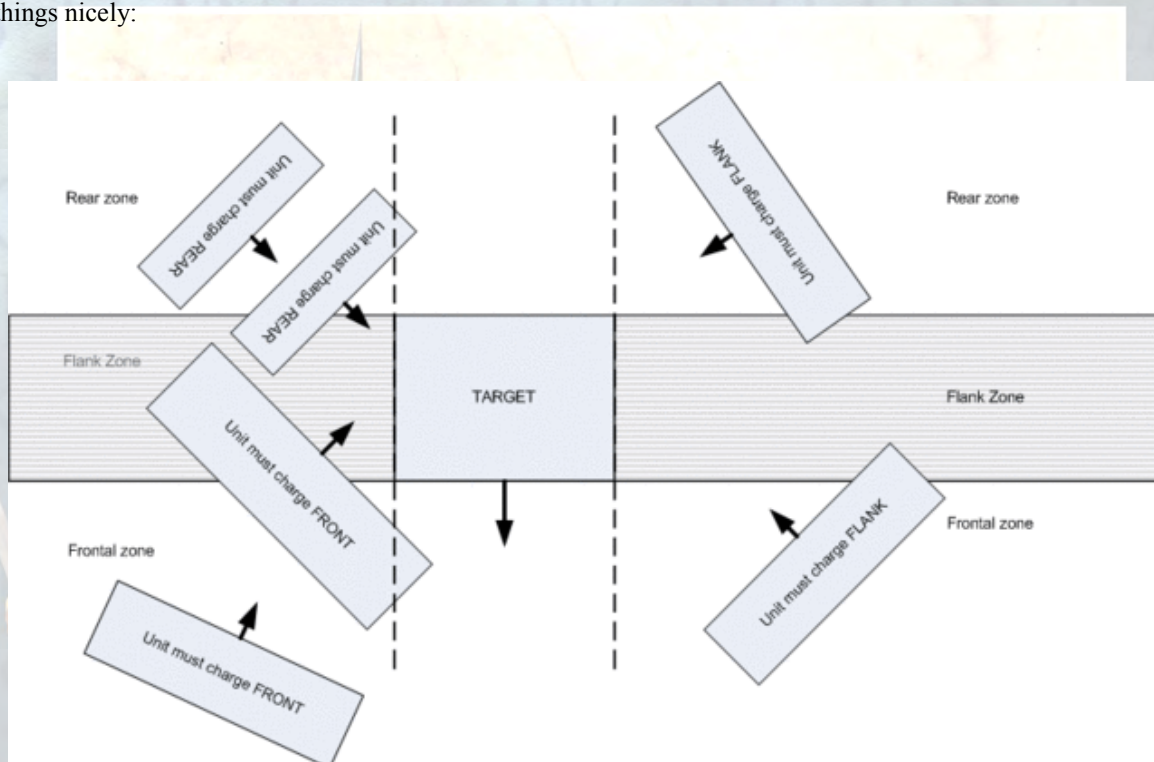 hings nicely:
Unit must charge REAR
Unit must charge FLANK
Rear zone
Rear zone
Unit must charge REAR
Flank Zone
TARGET
Flank Zone
Unit must charge FRONT
Unit must charge FLANK
Frontal zone
Frontal zone
Unit must charge FRONT